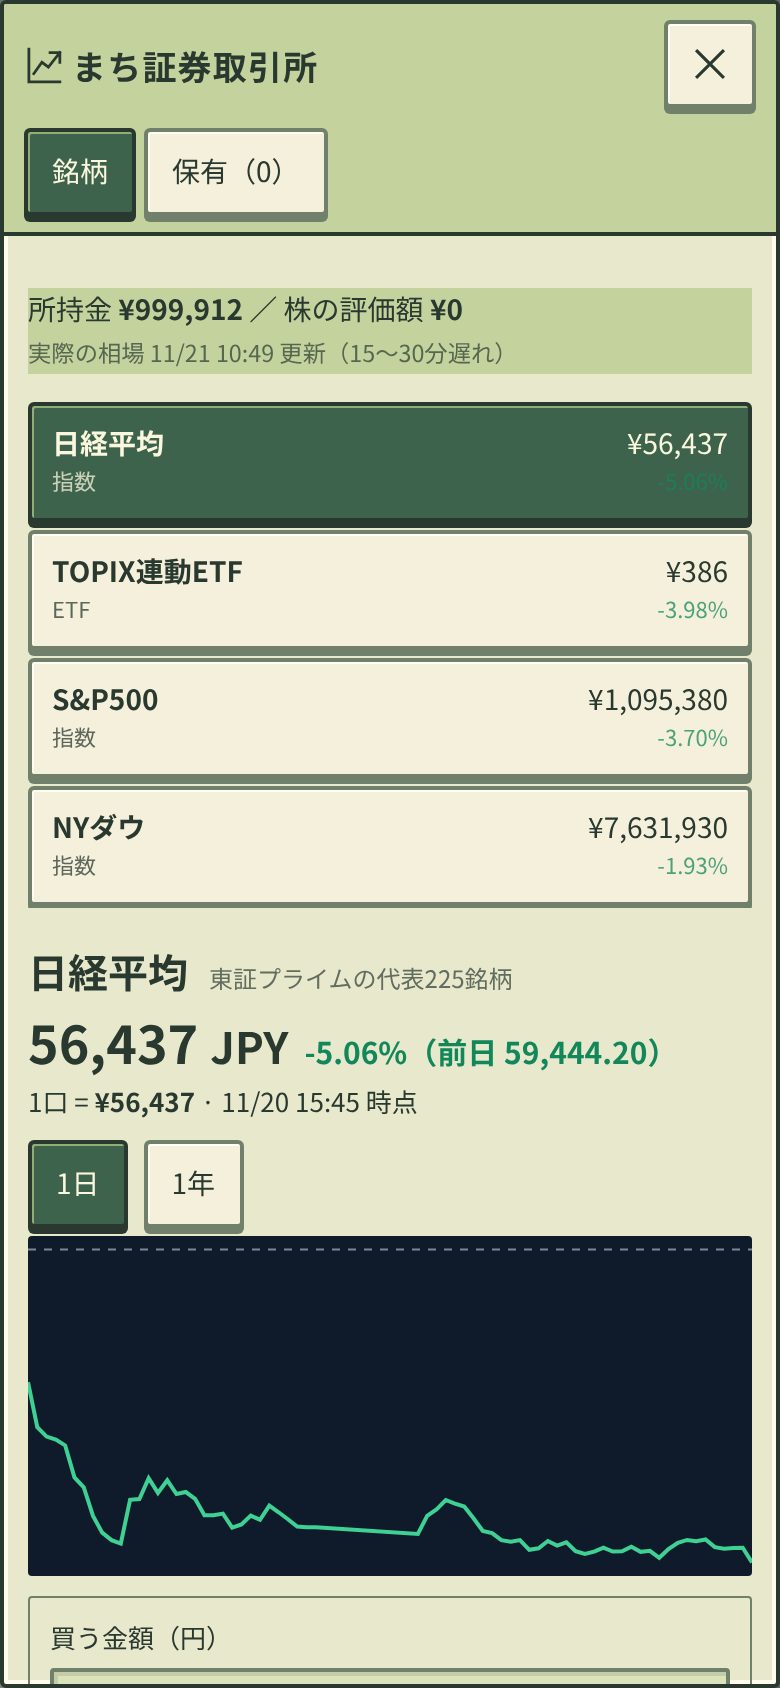 まち証券取引所
銘柄
保有（0）
所持金 ¥999,912 ／ 株の評価額 ¥0
実際の相場 11/21 10:49 更新（15〜30分遅れ）
日経平均 ¥56,437
指数 -5.06%
TOPIX連動ETF ¥386
ETF -3.98%
S&P500 ¥1,095,380
指数 -3.70%
NYダウ ¥7,631,930
指数 -1.93%
日経平均 東証プライムの代表225銘柄
56,437 JPY -5.06%（前日 59,444.20）
1口 = ¥56,437 · 11/20 15:45 時点
1日
1年
買う金額（円）